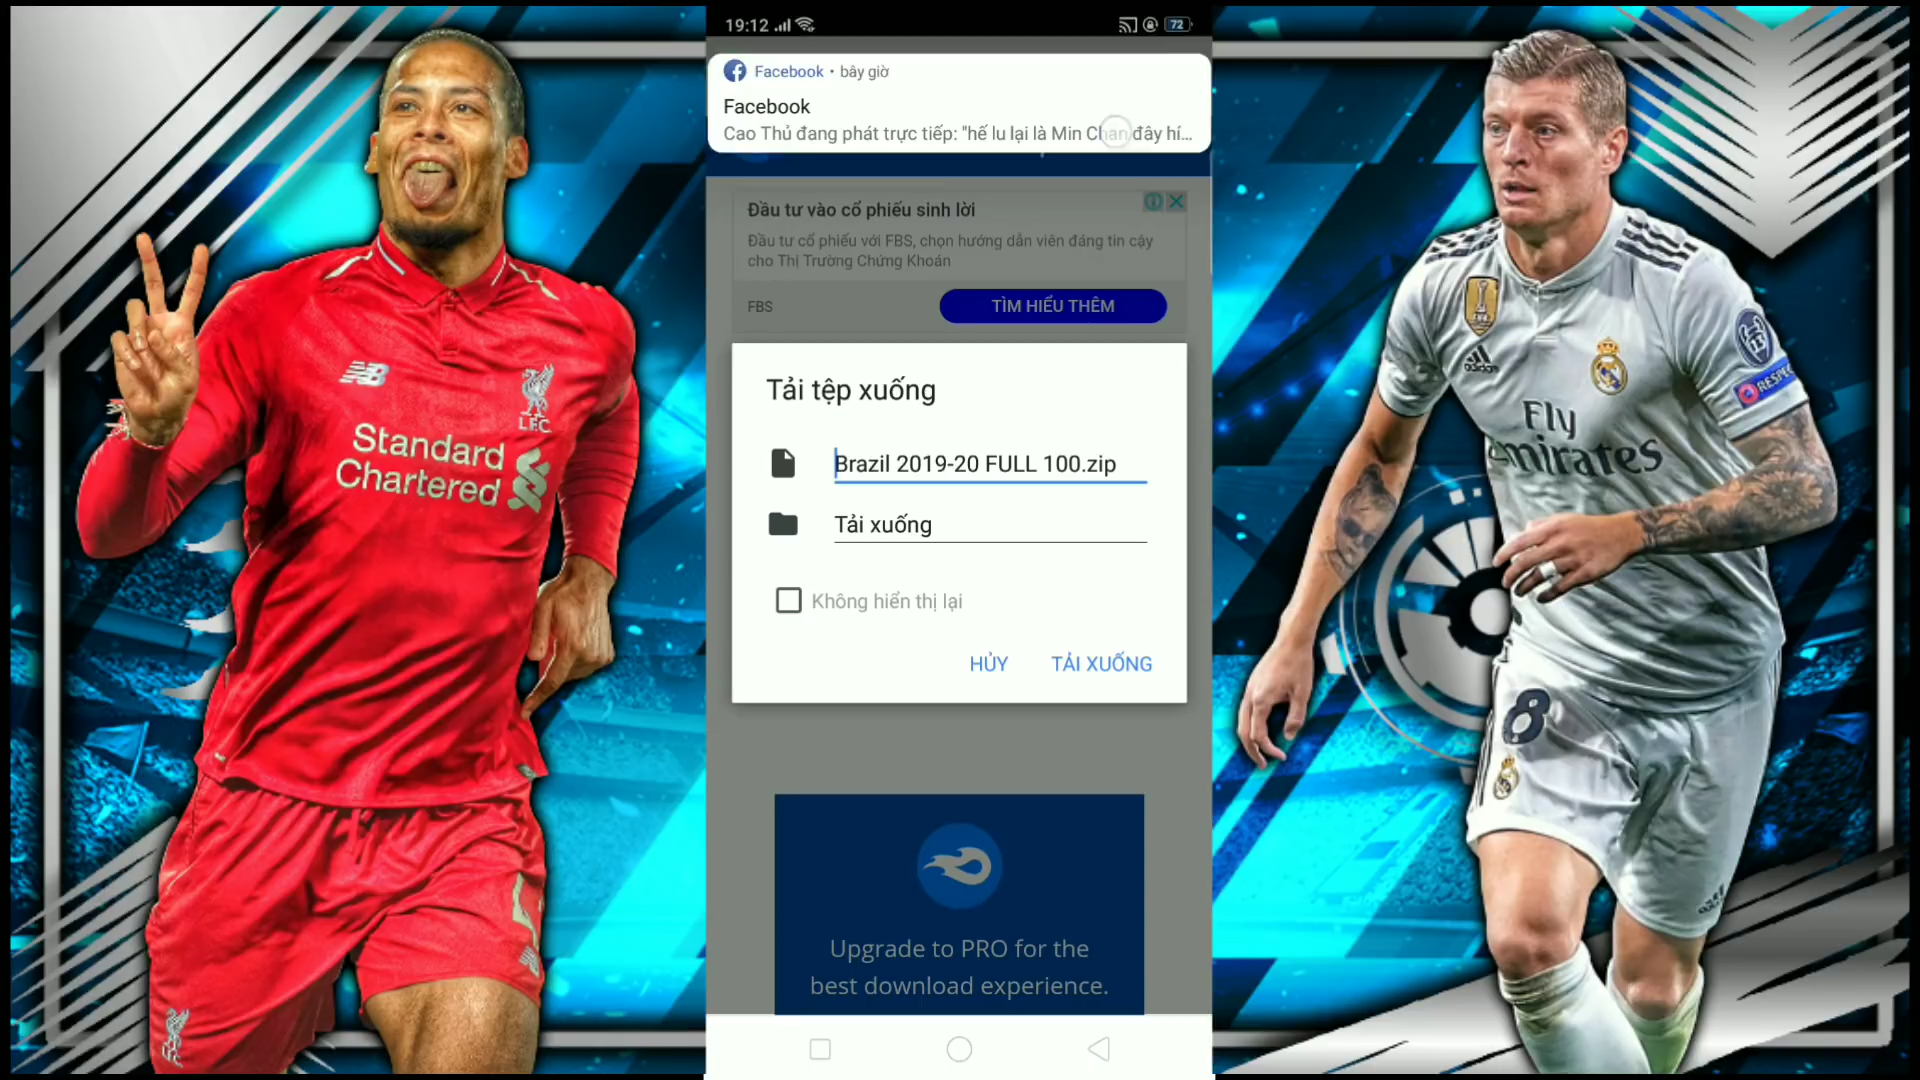 19:12
72
Facebook • bây giờ
Facebook
Cao Thủ đang phát trực tiếp: "hế lu lại là Min Chan đây hí...
Đầu tư vào cổ phiếu sinh lời
Đầu tư cổ phiếu với FBS, chọn hướng dẫn viên đáng tin cậy
cho Thị Trường Chứng Khoán
FBS
TÌM HIỂU THÊM
Tải tệp xuống
Brazil 2019-20 FULL 100.zip
Tải xuống
Không hiển thị lại
HỦY
TẢI XUỐNG
Upgrade to PRO for the
best download experience.
L.F.C.
Standard
Chartered
adidas
13
RESPE
Fly
Emirates
8